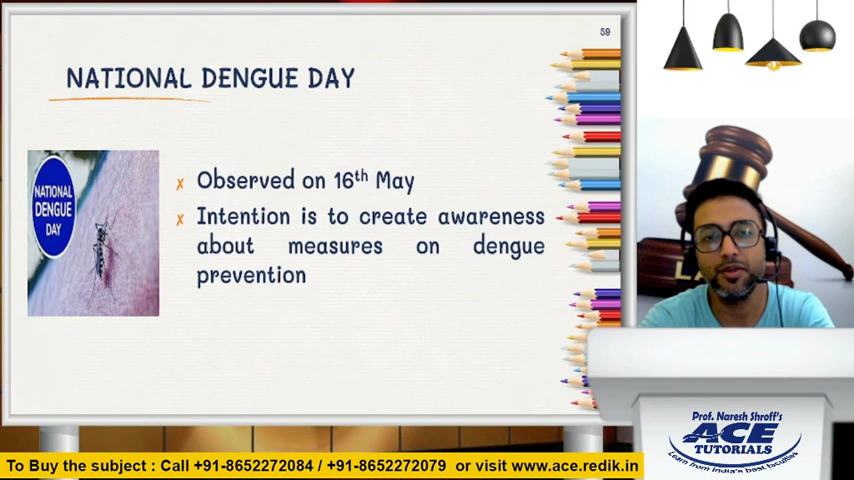 59
NATIONAL DENGUE DAY
NATIONAL
DENGUE
DAY
x Observed on 16th May
x Intention is to create awareness
about measures on dengue
prevention
LA
Prof. Naresh Shroff's
ACE
TUTORIALS
Learn from India's best faculties
To Buy the subject : Call +91-8652272084 / +91-8652272079 or visit www.ace.redik.in